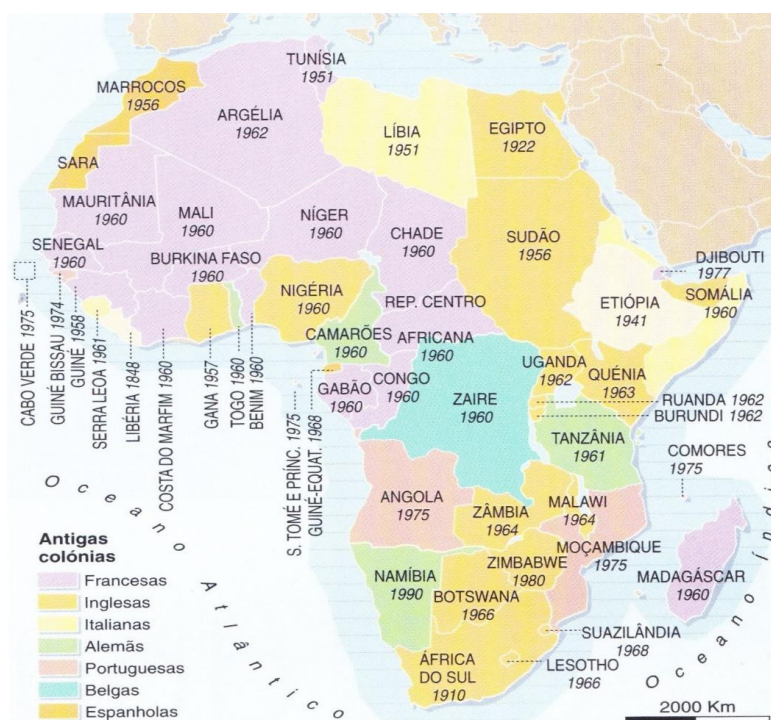 TUNÍSIA
1951
MARROCOS
1956
ARGÉLIA
1962
LÍBIA
1951
EGIPTO
1922
SARA
MAURITÂNIA
1960
MALI
1960
NÍGER
1960
CHADE
1960
SUDÃO
1956
SENEGAL
1960
BURKINA FASO
1960
DJIBOUTI
1977
NIGÉRIA
1960
REP. CENTRO
AFRICANA
1960
ETIÓPIA
1941
SOMÁLIA
1960
CAMARÕES
1960
CABO VERDE 1975
GUINÉ BISSAU 1974
GUINÉ 1958
SERRA LEOA 1961
LIBÉRIA 1848
COSTA DO MARFIM 1960
GANA 1957
TOGO 1960
BENIM 1960
S. TOMÉ E PRÍNC. 1975
GUINÉ-EQUAT. 1968
GABÃO
1960
CONGO
1960
ZAIRE
1960
UGANDA
1962
QUÉNIA
1963
RUANDA 1962
BURUNDI 1962
TANZÂNIA
1961
COMORES
1975
ANGOLA
1975
ZÂMBIA
1964
MALAWI
1964
MOÇAMBIQUE
1975
ZIMBABWE
1980
NAMÍBIA
1990
BOTSWANA
1966
MADAGÁSCAR
1960
SUAZILÂNDIA
1968
LESOTHO
1966
ÁFRICA
DO SUL
1910
Oceano Atlântico
Oceano Índico
Antigas
colónias
Francesas
Inglesas
Italianas
Alemãs
Portuguesas
Belgas
Espanholas
2000 Km